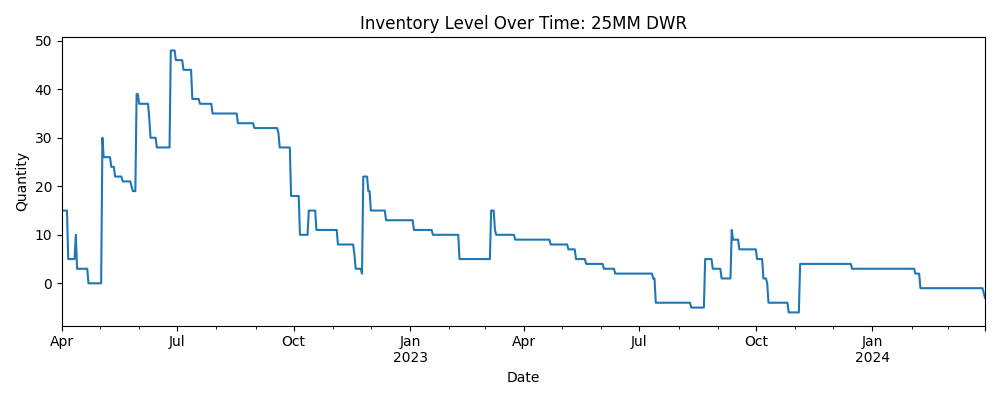 Inventory Level Over Time: 25MM DWR
Quantity
50
40
30
20
10
0
Apr Jul Oct Jan Apr Jul Oct Jan
2023 2024
Date